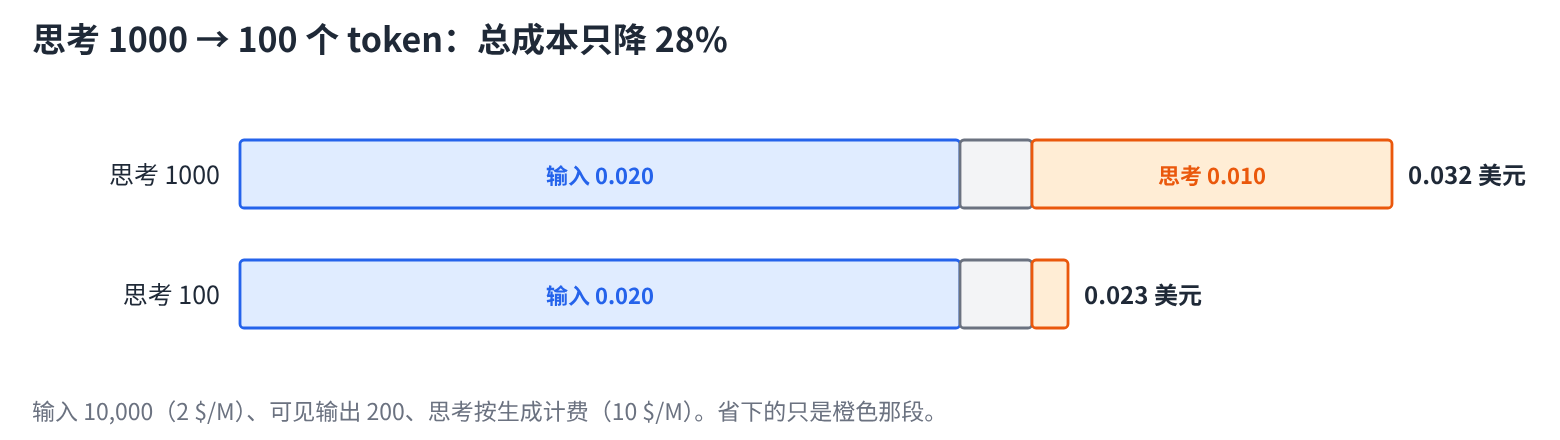 思考 1000 → 100 个 token：总成本只降 28%
思考 1000
输入 0.020
思考 0.010
0.032 美元
思考 100
输入 0.020
0.023 美元
输入 10,000（2 $/M）、可见输出 200、思考按生成计费（10 $/M）。省下的只是橙色那段。